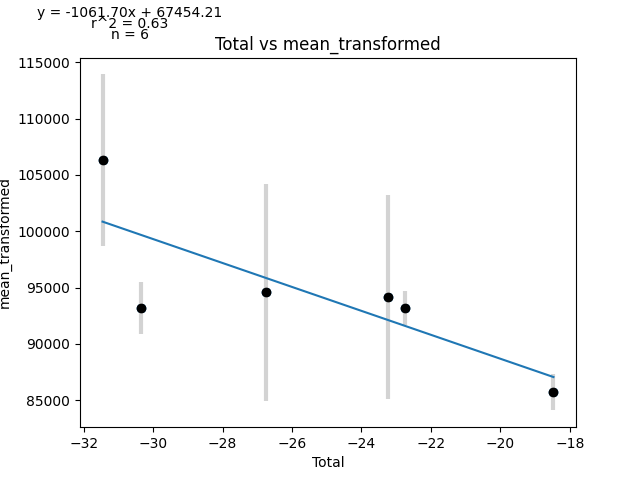 y = -1061.70x + 67454.21
r^2 = 0.63
n = 6
Total vs mean_transformed
115000
110000
105000
100000
95000
90000
85000
mean_transformed
−32
−30
−28
−26
−24
−22
−20
−18
Total